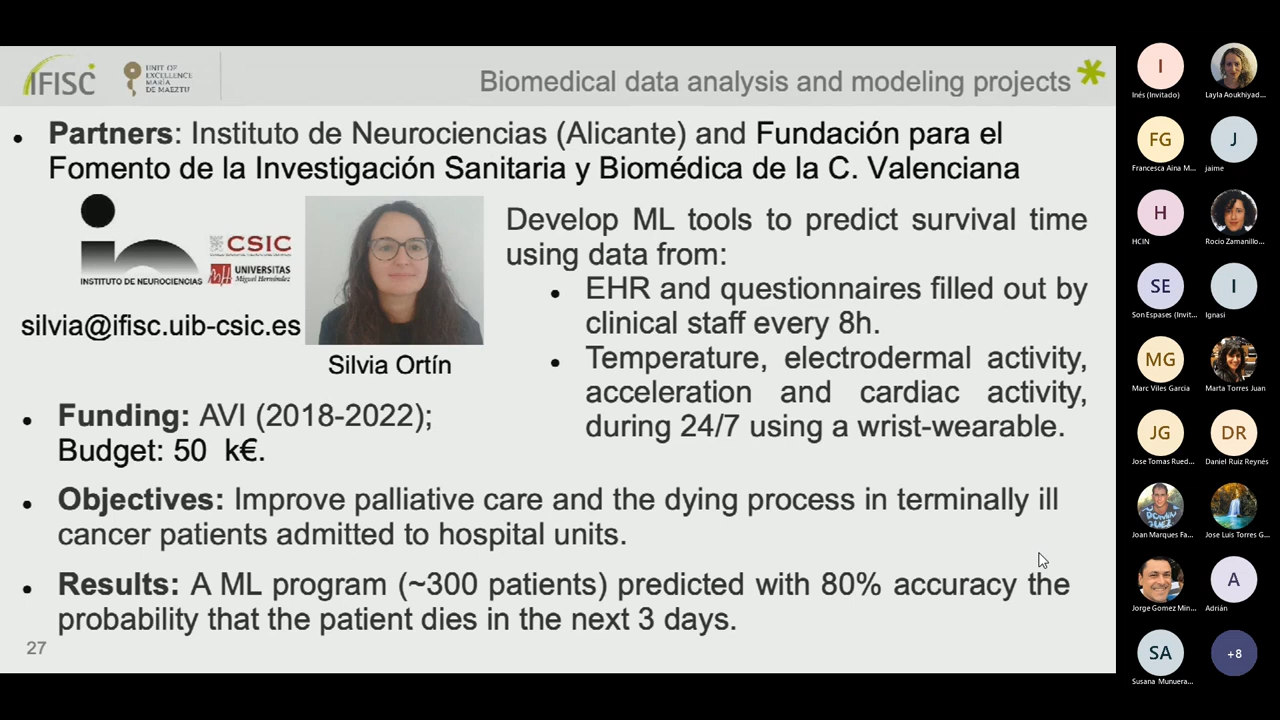 IFISC
UNIT OF
EXCELLENCE
MARÍA
DE MAEZTU
Biomedical data analysis and modeling projects
• Partners: Instituto de Neurociencias (Alicante) and Fundación para el
Fomento de la Investigación Sanitaria y Biomédica de la C. Valenciana
in
INSTITUTO DE NEUROCIENCIAS
CSIC
UNIVERSITAS
Miguel Hernández
silvia@ifisc.uib-csic.es
Silvia Ortín
Develop ML tools to predict survival time
using data from:
• EHR and questionnaires filled out by
clinical staff every 8h.
• Temperature, electrodermal activity,
acceleration and cardiac activity,
during 24/7 using a wrist-wearable.
• Funding: AVI (2018-2022);
Budget: 50 k€.
• Objectives: Improve palliative care and the dying process in terminally ill
cancer patients admitted to hospital units.
• Results: A ML program (~300 patients) predicted with 80% accuracy the
probability that the patient dies in the next 3 days.
27
I
Inés (Invitado)
Layla Aoukhiyad...
FG
Francesca Aina M...
J
jaime
H
HCIN
Rocio Zamanillo...
SE
Son Espases (Invit...
I
Ignasi
MG
Marc Viles Garcia
Marta Torres Juan
JG
Jose Tomas Rued...
DR
Daniel Ruiz Reynés
Joan Marques Fa...
Jose Luis Torres G...
Jorge Gomez Min...
A
Adrián
SA
Susana Munuera...
+8